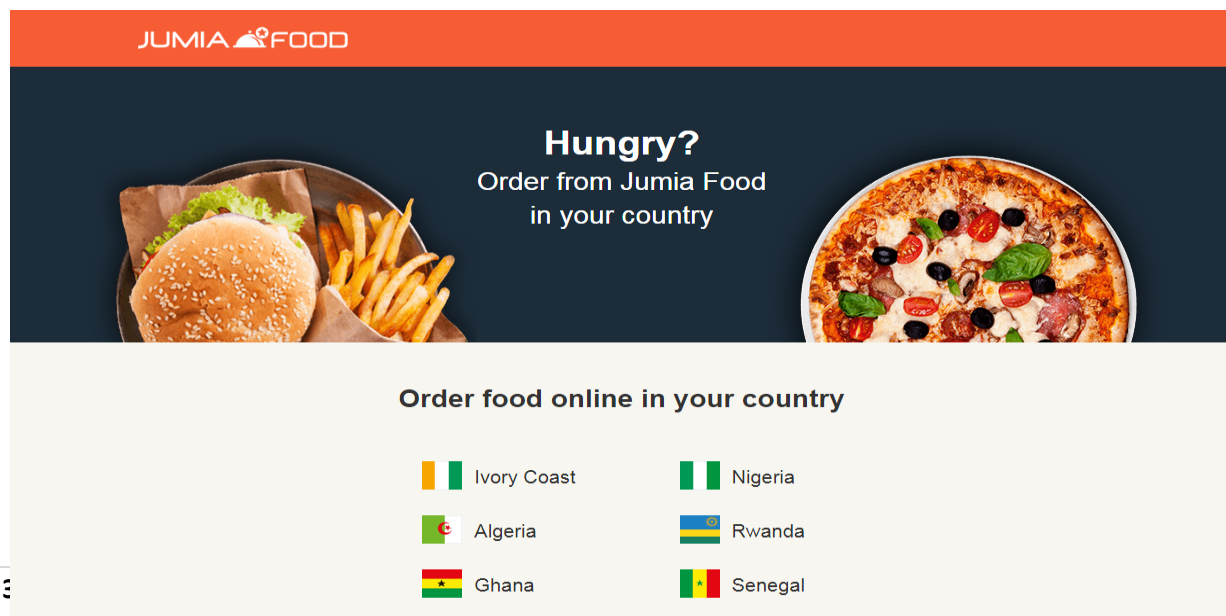 JUMIA FOOD
Hungry?
Order from Jumia Food
in your country
Order food online in your country
Ivory Coast
Nigeria
Algeria
Rwanda
Ghana
Senegal